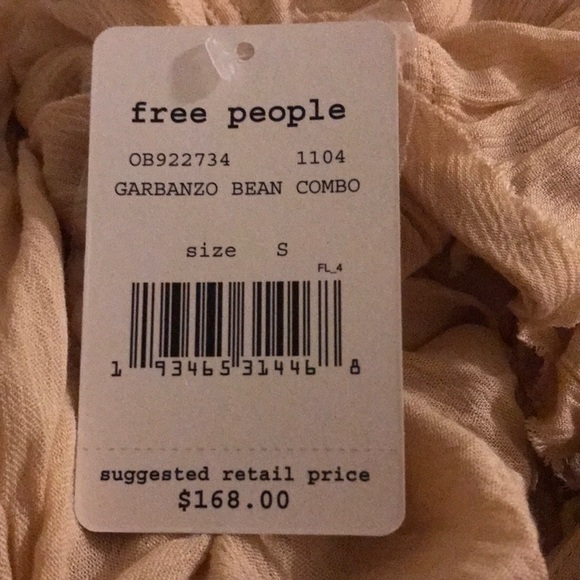 free people
OB922734 1104
GARBANZO BEAN COMBO
size S
FL_4
1 93465 31446 8
suggested retail price
$168.00